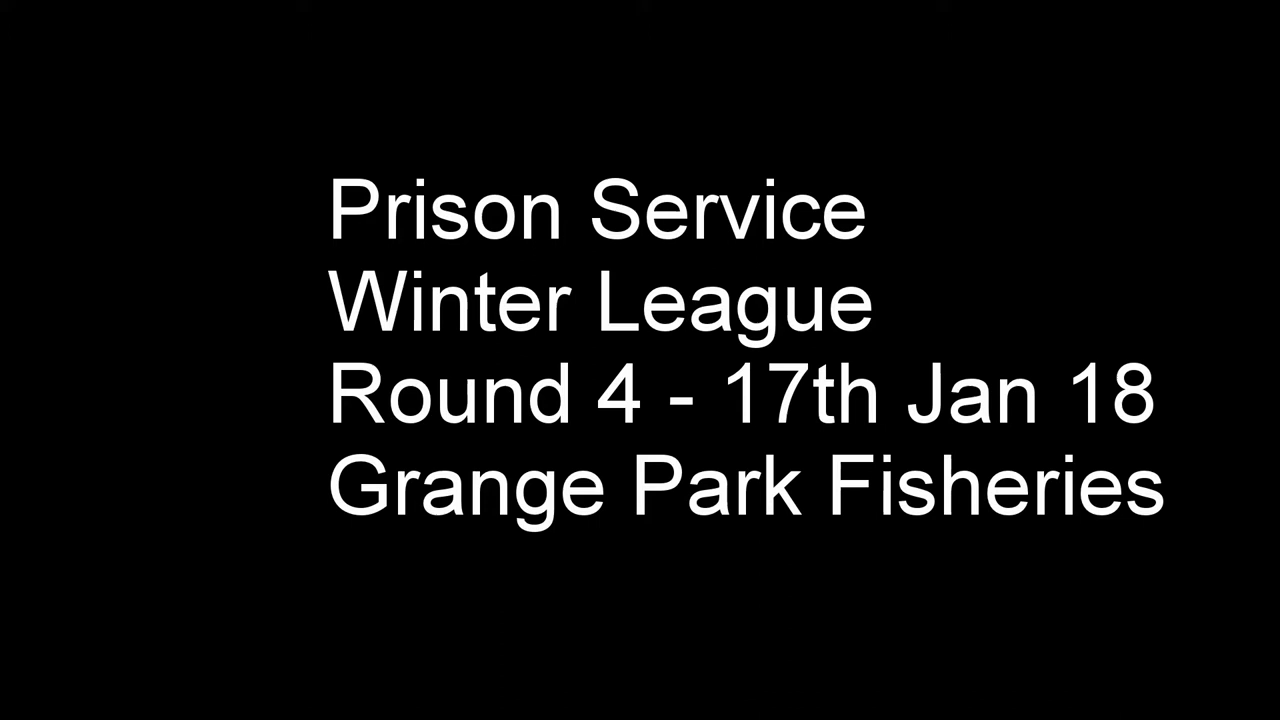 Prison Service
Winter League
Round 4 - 17th Jan 18
Grange Park Fisheries